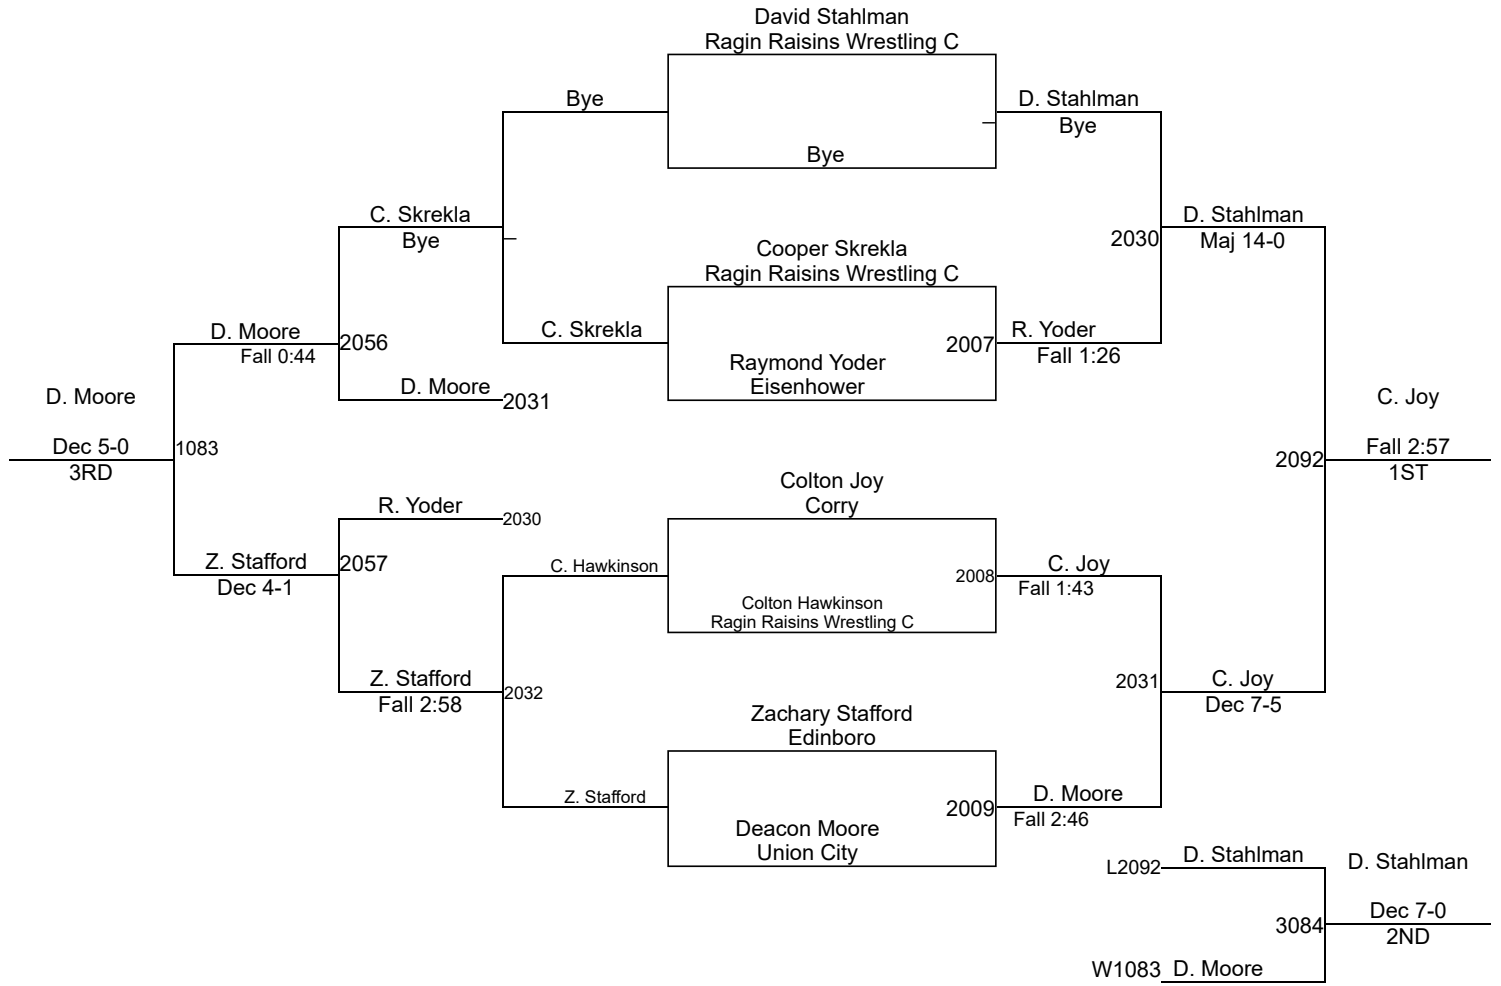 David Stahlman
Ragin Raisins Wrestling C
Bye
D. Stahlman
Bye
Bye
C. Skrekla
Bye
D. Stahlman
Maj 14-0
2030
Cooper Skrekla
Ragin Raisins Wrestling C
D. Moore
Fall 0:44
2056
C. Skrekla
2007
R. Yoder
Fall 1:26
Raymond Yoder
Eisenhower
D. Moore
2031
D. Moore
Dec 5-0
3RD
1083
C. Joy
Fall 2:57
1ST
2092
Colton Joy
Corry
R. Yoder
2030
Z. Stafford
Dec 4-1
2057
C. Hawkinson
2008
C. Joy
Fall 1:43
Colton Hawkinson
Ragin Raisins Wrestling C
Z. Stafford
Fall 2:58
2032
2031
C. Joy
Dec 7-5
Zachary Stafford
Edinboro
Z. Stafford
2009
D. Moore
Fall 2:46
Deacon Moore
Union City
L2092
D. Stahlman
D. Stahlman
Dec 7-0
2ND
3084
W1083
D. Moore